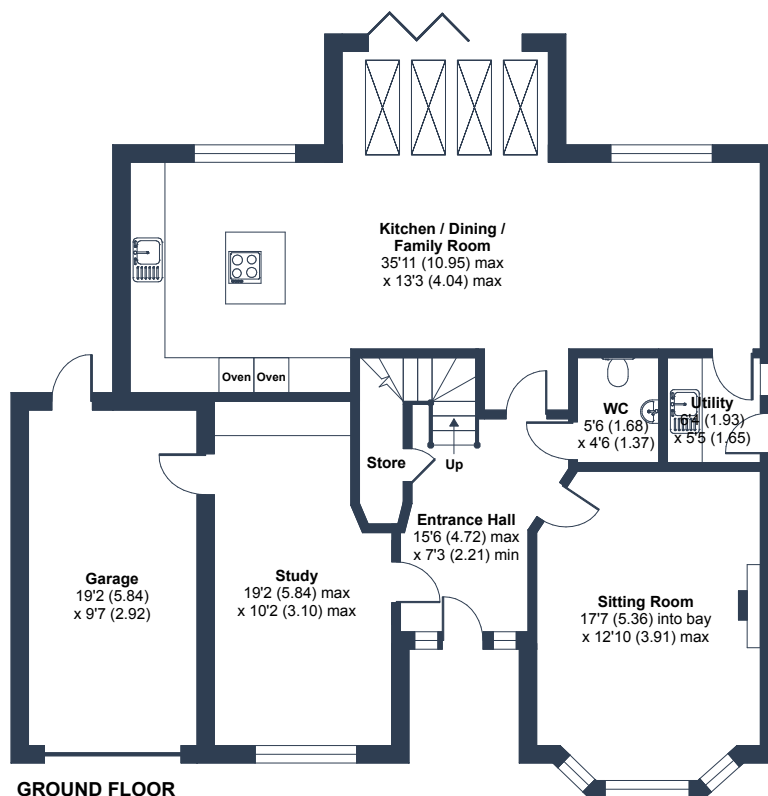 Kitchen / Dining /
Family Room
35'11 (10.95) max
x 13'3 (4.04) max
Oven
Oven
WC
5'6 (1.68)
x 4'6 (1.37)
Utility
6'4 (1.93)
x 5'5 (1.65)
Store
Up
Entrance Hall
15'6 (4.72) max
x 7'3 (2.21) min
Garage
19'2 (5.84)
x 9'7 (2.92)
Study
19'2 (5.84) max
x 10'2 (3.10) max
Sitting Room
17'7 (5.36) into bay
x 12'10 (3.91) max
GROUND FLOOR